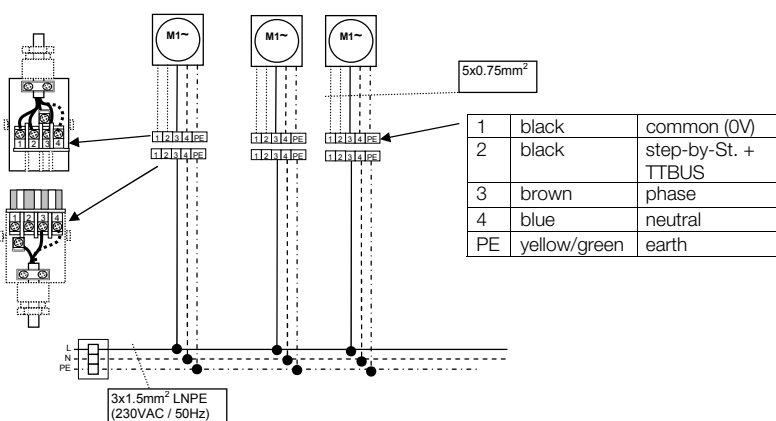 M1~ M1~ M1~
5x0.75mm²
1 2 3 4
1 2 3 4 PE 1 2 3 4 PE 1 2 3 4 PE
1 2 3 4 PE 1 2 3 4 PE 1 2 3 4 PE
1 black common (0V)
2 black step-by-St. +
TTBUS
3 brown phase
4 blue neutral
PE yellow/green earth
1 2 3 4
L
N
PE
3x1.5mm² LNPE
(230VAC / 50Hz)